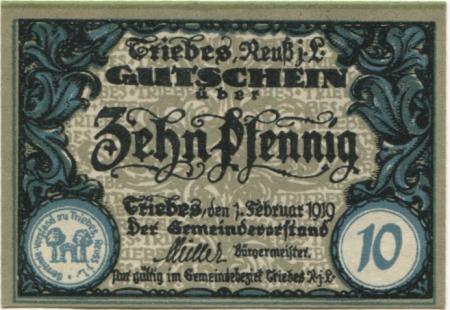 Triebes, Reuß j. L.
GUTSCHEIN
über
Zehn Pfennig
Triebes, den 1. Februar 1919
Der Gemeindevorstand
Müller Bürgermeister.
Nur gültig im Gemeindebezirk Triebes R. j. L.
10